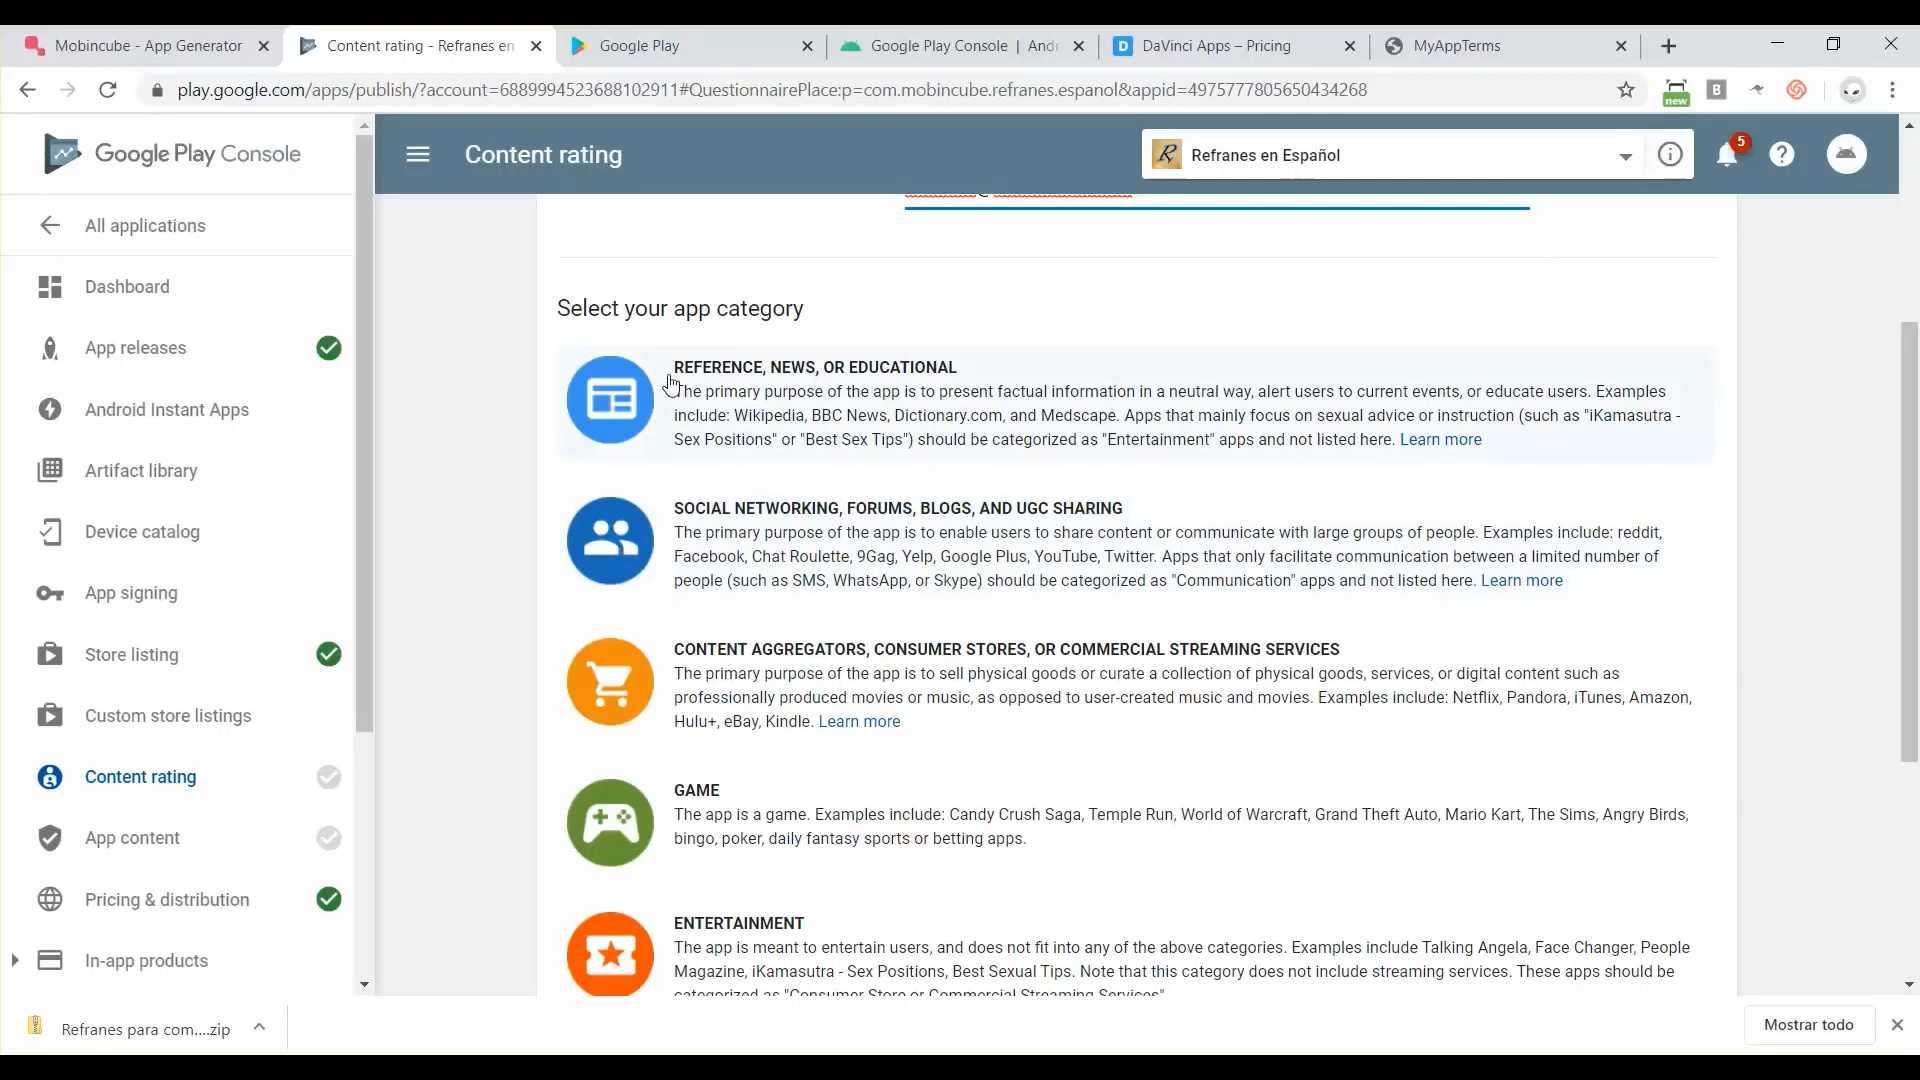 Mobincube - App Generator
Content rating - Refranes en
Google Play
Google Play Console | Andr
DaVinci Apps – Pricing
MyAppTerms
play.google.com/apps/publish/?account=6889994523688102911#QuestionnairePlace:p=com.mobincube.refranes.espanol&appid=4975777805650434268
new
B
Google Play Console
Content rating
R
Refranes en Español
5
All applications
Dashboard
App releases
Android Instant Apps
Artifact library
Device catalog
App signing
Store listing
Custom store listings
Content rating
App content
Pricing & distribution
In-app products
Select your app category
REFERENCE, NEWS, OR EDUCATIONAL
The primary purpose of the app is to present factual information in a neutral way, alert users to current events, or educate users. Examples
include: Wikipedia, BBC News, Dictionary.com, and Medscape. Apps that mainly focus on sexual advice or instruction (such as "iKamasutra -
Sex Positions" or "Best Sex Tips") should be categorized as "Entertainment" apps and not listed here. Learn more
SOCIAL NETWORKING, FORUMS, BLOGS, AND UGC SHARING
The primary purpose of the app is to enable users to share content or communicate with large groups of people. Examples include: reddit,
Facebook, Chat Roulette, 9Gag, Yelp, Google Plus, YouTube, Twitter. Apps that only facilitate communication between a limited number of
people (such as SMS, WhatsApp, or Skype) should be categorized as "Communication" apps and not listed here. Learn more
CONTENT AGGREGATORS, CONSUMER STORES, OR COMMERCIAL STREAMING SERVICES
The primary purpose of the app is to sell physical goods or curate a collection of physical goods, services, or digital content such as
professionally produced movies or music, as opposed to user-created music and movies. Examples include: Netflix, Pandora, iTunes, Amazon,
Hulu+, eBay, Kindle. Learn more
GAME
The app is a game. Examples include: Candy Crush Saga, Temple Run, World of Warcraft, Grand Theft Auto, Mario Kart, The Sims, Angry Birds,
bingo, poker, daily fantasy sports or betting apps.
ENTERTAINMENT
The app is meant to entertain users, and does not fit into any of the above categories. Examples include Talking Angela, Face Changer, People
Magazine, iKamasutra - Sex Positions, Best Sexual Tips. Note that this category does not include streaming services. These apps should be
categorized as "Consumer Store or Commercial Streaming Services"
Refranes para com....zip
Mostrar todo